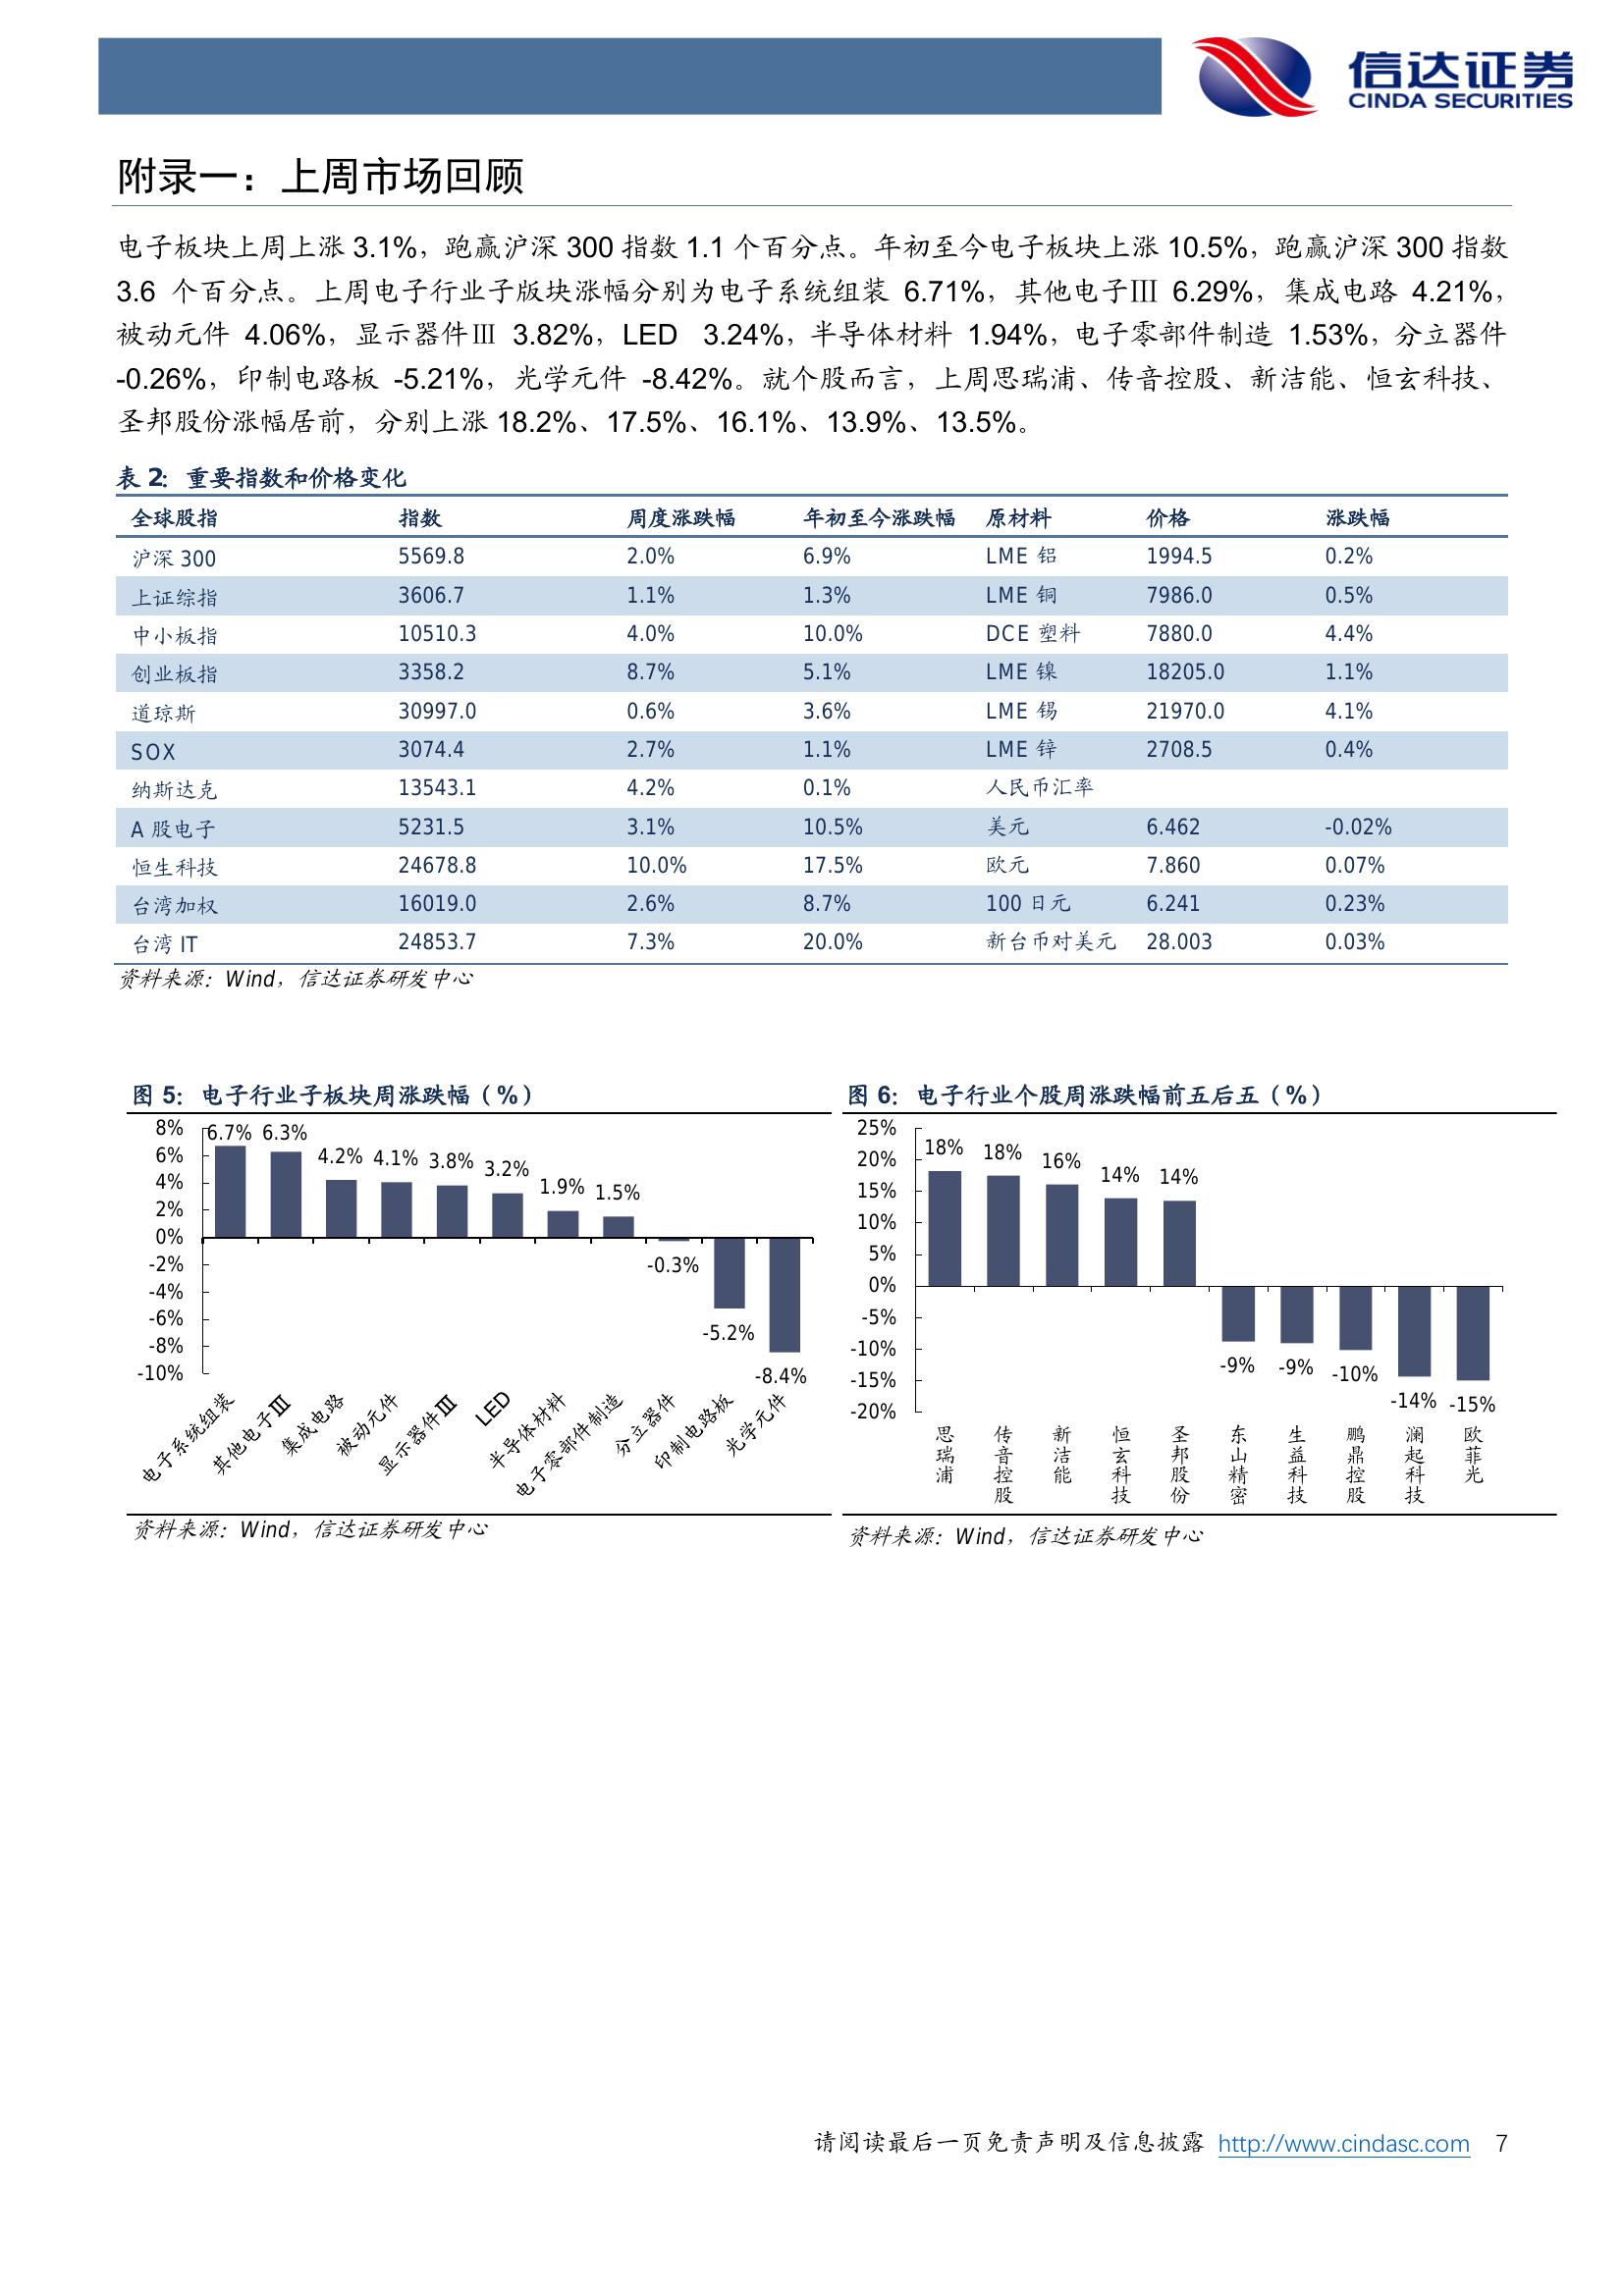 信达证券
CINDA SECURITIES
附录一：上周市场回顾
电子板块上周上涨 3.1%，跑赢沪深 300 指数 1.1 个百分点。年初至今电子板块上涨 10.5%，跑赢沪深 300 指数
3.6 个百分点。上周电子行业子版块涨幅分别为电子系统组装 6.71%，其他电子Ⅲ 6.29%，集成电路 4.21%，
被动元件 4.06%，显示器件Ⅲ 3.82%，LED 3.24%，半导体材料 1.94%，电子零部件制造 1.53%，分立器件
-0.26%，印制电路板 -5.21%，光学元件 -8.42%。就个股而言，上周思瑞浦、传音控股、新洁能、恒玄科技、
圣邦股份涨幅居前，分别上涨 18.2%、17.5%、16.1%、13.9%、13.5%。
表 2：重要指数和价格变化
全球股指 指数 周度涨跌幅 年初至今涨跌幅 原材料 价格 涨跌幅
沪深 300 5569.8 2.0% 6.9% LME 铝 1994.5 0.2%
上证综指 3606.7 1.1% 1.3% LME 铜 7986.0 0.5%
中小板指 10510.3 4.0% 10.0% DCE 塑料 7880.0 4.4%
创业板指 3358.2 8.7% 5.1% LME 镍 18205.0 1.1%
道琼斯 30997.0 0.6% 3.6% LME 锡 21970.0 4.1%
SOX 3074.4 2.7% 1.1% LME 锌 2708.5 0.4%
纳斯达克 13543.1 4.2% 0.1% 人民币汇率
A 股电子 5231.5 3.1% 10.5% 美元 6.462 -0.02%
恒生科技 24678.8 10.0% 17.5% 欧元 7.860 0.07%
台湾加权 16019.0 2.6% 8.7% 100 日元 6.241 0.23%
台湾 IT 24853.7 7.3% 20.0% 新台币对美元 28.003 0.03%
资料来源：Wind，信达证券研发中心
图 5：电子行业子板块周涨跌幅（%）
8%
6%
4%
2%
0%
-2%
-4%
-6%
-8%
-10%
6.7% 6.3% 4.2% 4.1% 3.8% 3.2% 1.9% 1.5% -0.3% -5.2% -8.4%
电子系统组装 其他电子Ⅲ 集成电路 被动元件 显示器件Ⅲ LED 半导体材料 电子零部件制造 分立器件 印制电路板 光学元件
资料来源：Wind，信达证券研发中心
图 6：电子行业个股周涨跌幅前五后五（%）
25%
20%
15%
10%
5%
0%
-5%
-10%
-15%
-20%
18% 18% 16% 14% 14% -9% -9% -10% -14% -15%
思瑞浦 传音控股 新洁能 恒玄科技 圣邦股份 东山精密 生益科技 鹏鼎控股 澜起科技 欧菲光
资料来源：Wind，信达证券研发中心
请阅读最后一页免责声明及信息披露 http://www.cindasc.com 7